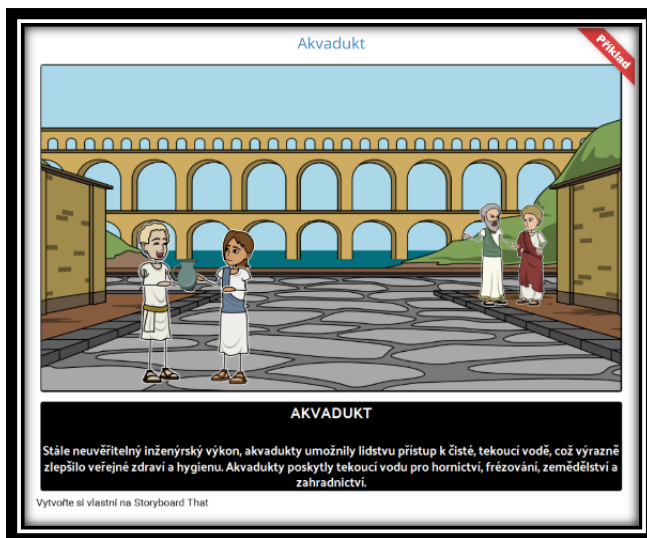 Akvadukt
Příklad
AKVADUKT
Stále neuvěřitelný inženýrský výkon, akvadukty umožnily lidstvu přístup k čisté, tekoucí vodě, což výrazně
zlepšilo veřejné zdraví a hygienu. Akvadukty poskytly tekoucí vodu pro hornictví, frézování, zemědělství a
zahradnictví.
Vytvořte si vlastní na Storyboard That